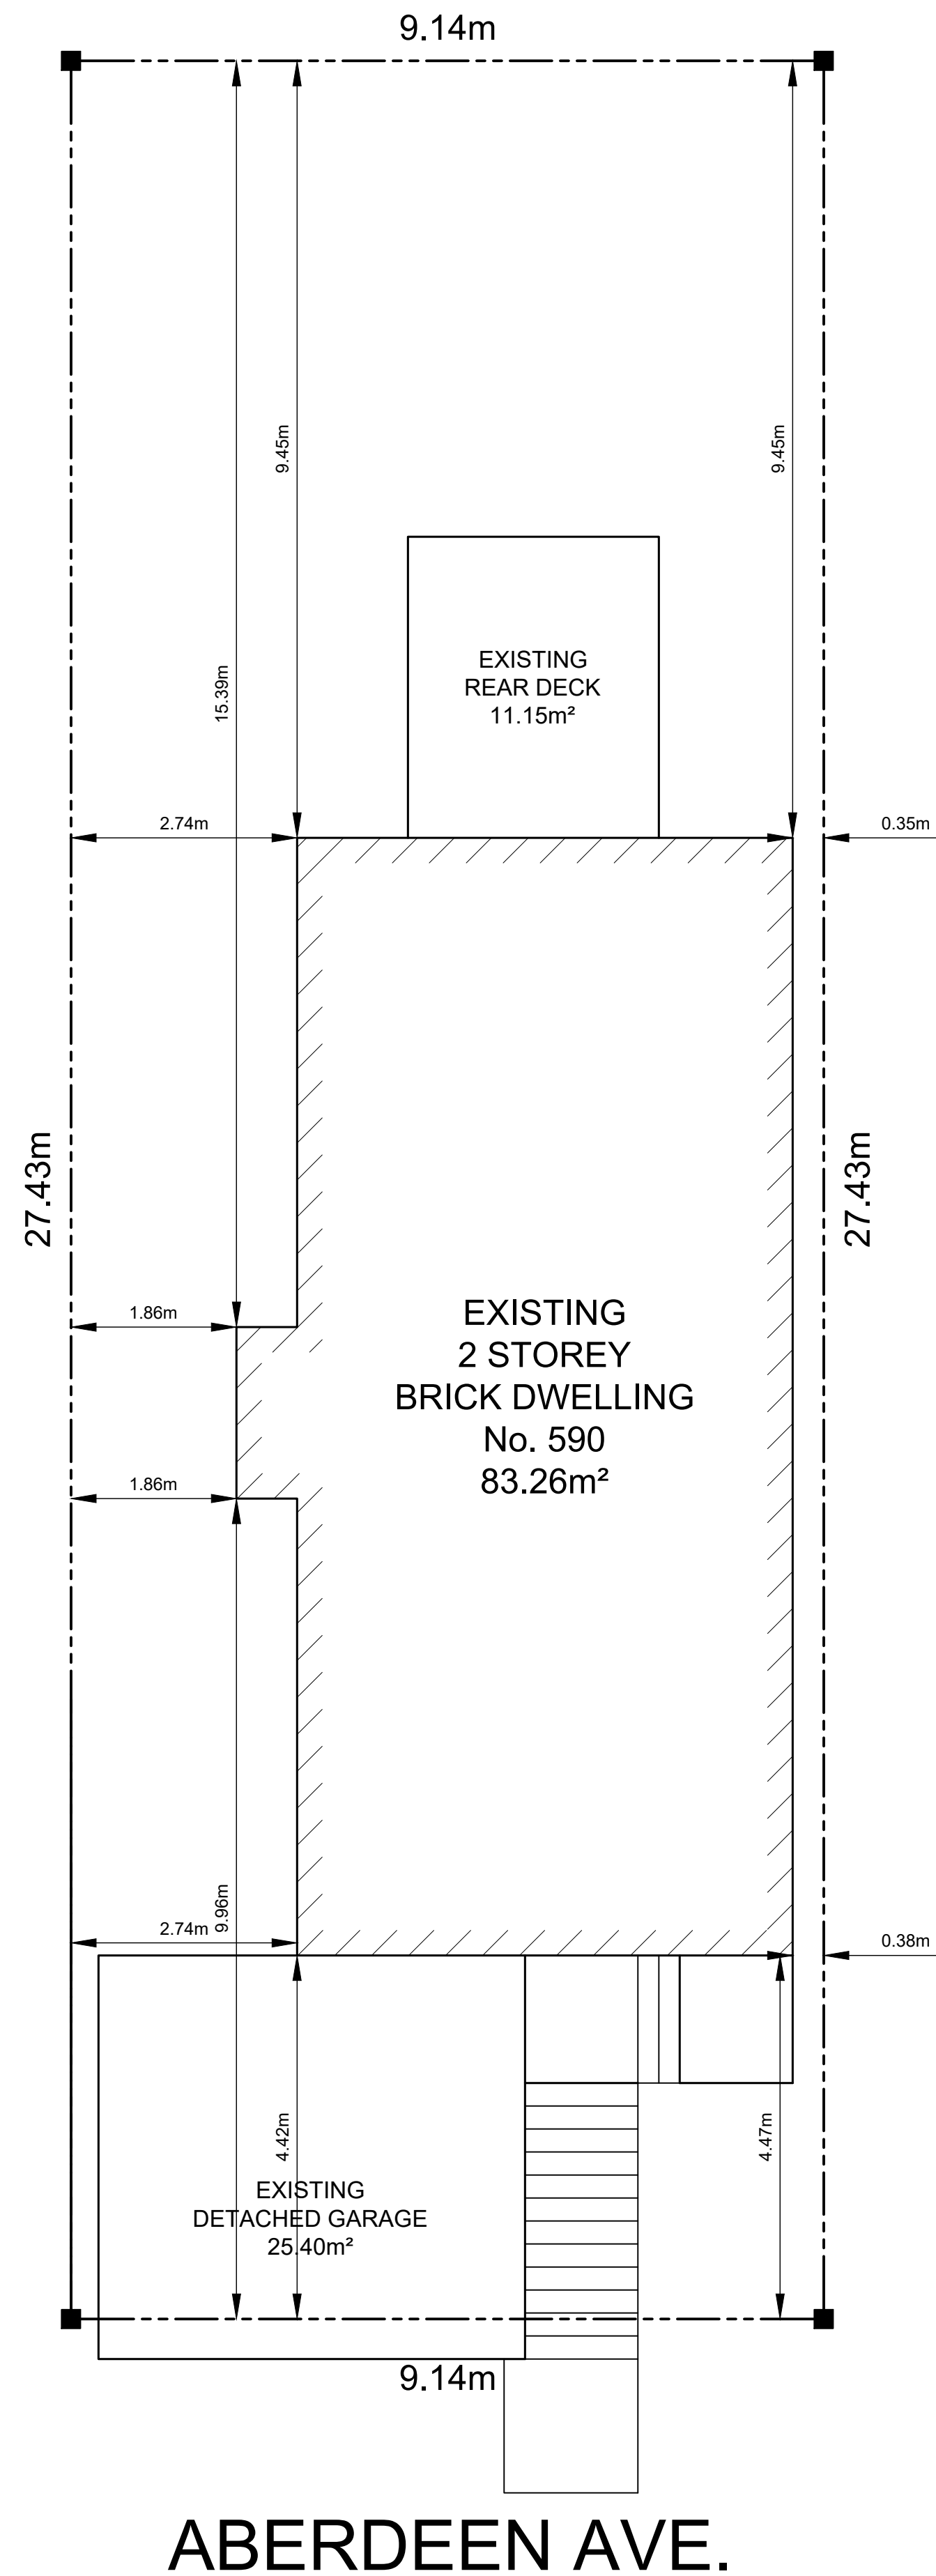 9.14m
9.45m
9.45m
EXISTING
REAR DECK
11.15m²
15.39m
2.74m
0.35m
27.43m
27.43m
1.86m
EXISTING
2 STOREY
BRICK DWELLING
No. 590
83.26m²
1.86m
9.96m
2.74m
0.38m
4.42m
4.47m
EXISTING
DETACHED GARAGE
25.40m²
9.14m
ABERDEEN AVE.